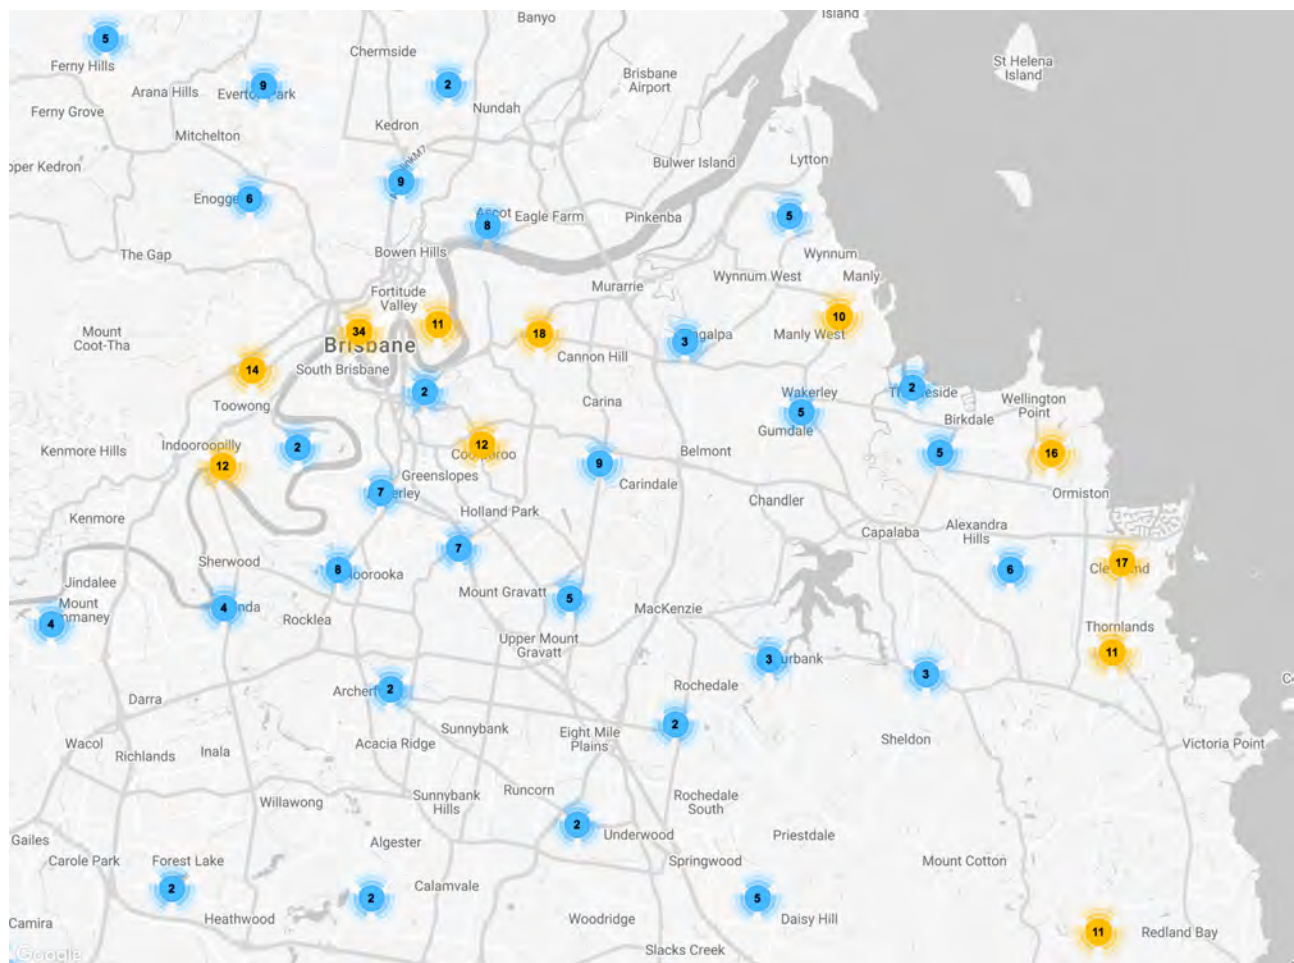 Banyo
Island
5
Chermside
St Helena
Island
Ferny Hills
Brisbane
Airport
9
2
Arana Hills
Ferny Grove
Nundah
Kedron
Mitchelton
Lytton
Bulwer Island
9
6
Enogge
8
Eagle Farm
Pinkenba
5
Bowen Hills
The Gap
Wynnum
Wynnum West
Manly
Murarrie
Fortitude
Valley
Mount
Coot-Tha
34
11
18
10
3
Manly West
Brisbane
Cannon Hill
14
South Brisbane
2
2
Wakerley
Toowong
Carina
5
Wellington
Point
Birkdale
Gumdale
Kenmore Hills
Indooroopilly
2
12
12
9
Belmont
5
16
Greenslopes
Carindale
7
Ormiston
Chandler
Kenmore
Holland Park
Capalaba
Alexandra
Hills
7
Sherwood
8
6
17
Jindalee
Mount
Mount Gravatt
5
4
4
Rocklea
MacKenzie
Thornlands
Upper Mount
Gravatt
3
11
3
2
Rochedale
Darra
Sunnybank
2
Eight Mile
Plains
Sheldon
Wacol
Richlands
Inala
Acacia Ridge
Victoria Point
Willawong
Sunnybank
Hills
Runcorn
Rochedale
South
2
Underwood
Priestdale
Gailes
Algester
Carole Park
Forest Lake
Springwood
Mount Cotton
2
2
Calamvale
5
Camira
Heathwood
Woodridge
Daisy Hill
11
Redland Bay
Slacks Creek
Google